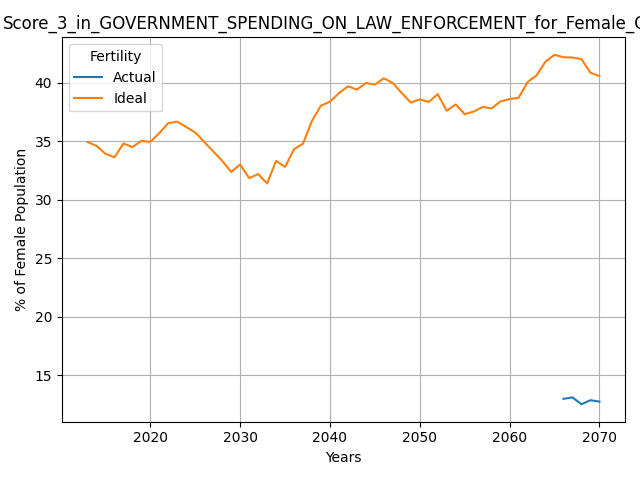 Score_3_in_GOVERNMENT_SPENDING_ON_LAW_ENFORCEMENT_for_Female_
Fertility
Actual
Ideal
% of Female Population
40
35
30
25
20
15
2020
2030
2040
2050
2060
2070
Years